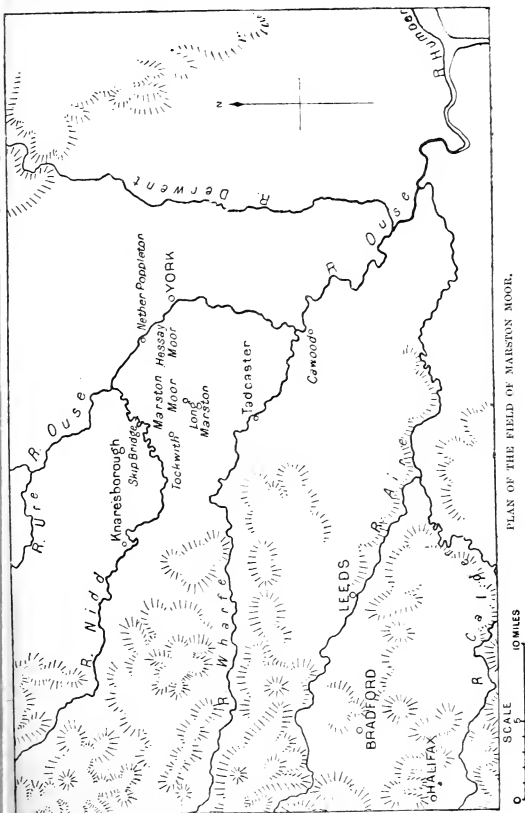 R. Ure
R. Ouse
R. Nidd
Knaresborough
Skip Bridge
Nether Poppleton
YORK
Hessay
Moor
Marston
Moor
Tockwith
Long
Marston
R. Derwent
N
R Wharfe
Tadcaster
Cawood
R Ouse
R Humber
LEEDS
R Aire
BRADFORD
HALIFAX
R Calder
SCALE
0 5 10 MILES
PLAN OF THE FIELD OF MARSTON MOOR.